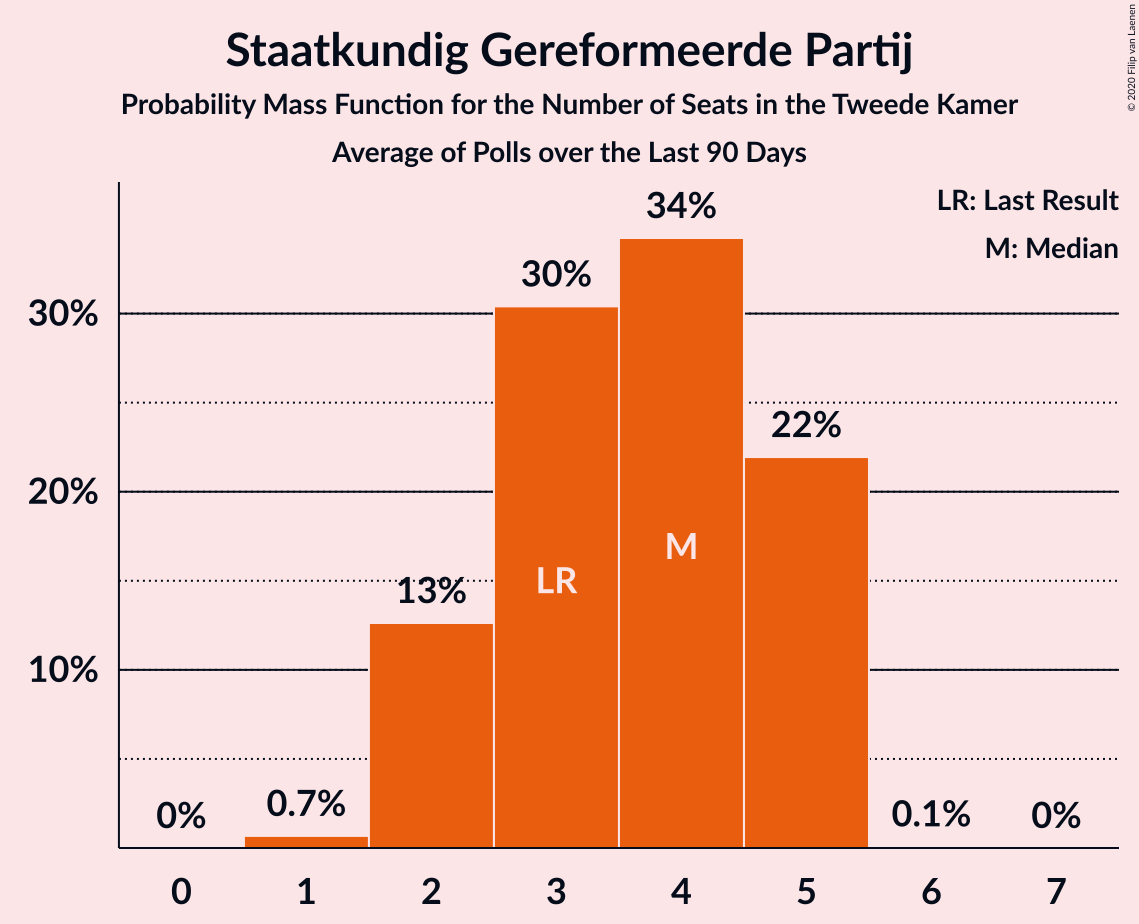 Staatkundig Gereformeerde Partij
Probability Mass Function for the Number of Seats in the Tweede Kamer
Average of Polls over the Last 90 Days
© 2020 Filip van Laenen
LR: Last Result
M: Median
34%
30%
30%
22%
20%
M
LR
13%
10%
0%
0.7%
0.1%
0%
0 1 2 3 4 5 6 7